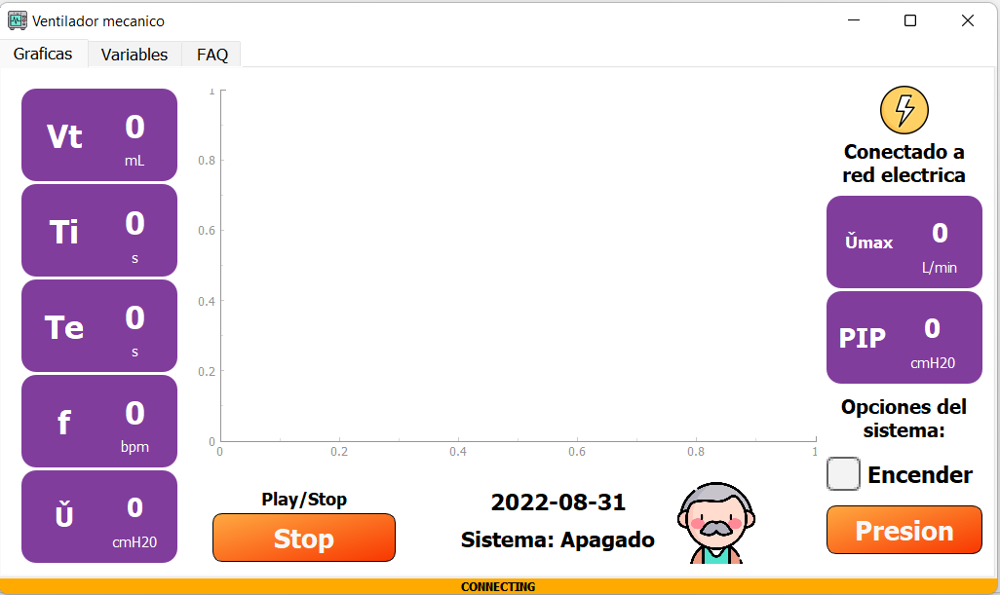 Ventilador mecanico
Graficas
Variables
FAQ
Vt
0
mL
Ti
0
s
Te
0
s
f
0
bpm
Ǔ
0
cmH20
1
0.8
0.6
0.4
0.2
0
0
0.2
0.4
0.6
0.8
1
Play/Stop
Stop
2022-08-31
Sistema: Apagado
Conectado a
red electrica
Ǔmax
0
L/min
PIP
0
cmH20
Opciones del
sistema:
Encender
Presion
CONNECTING